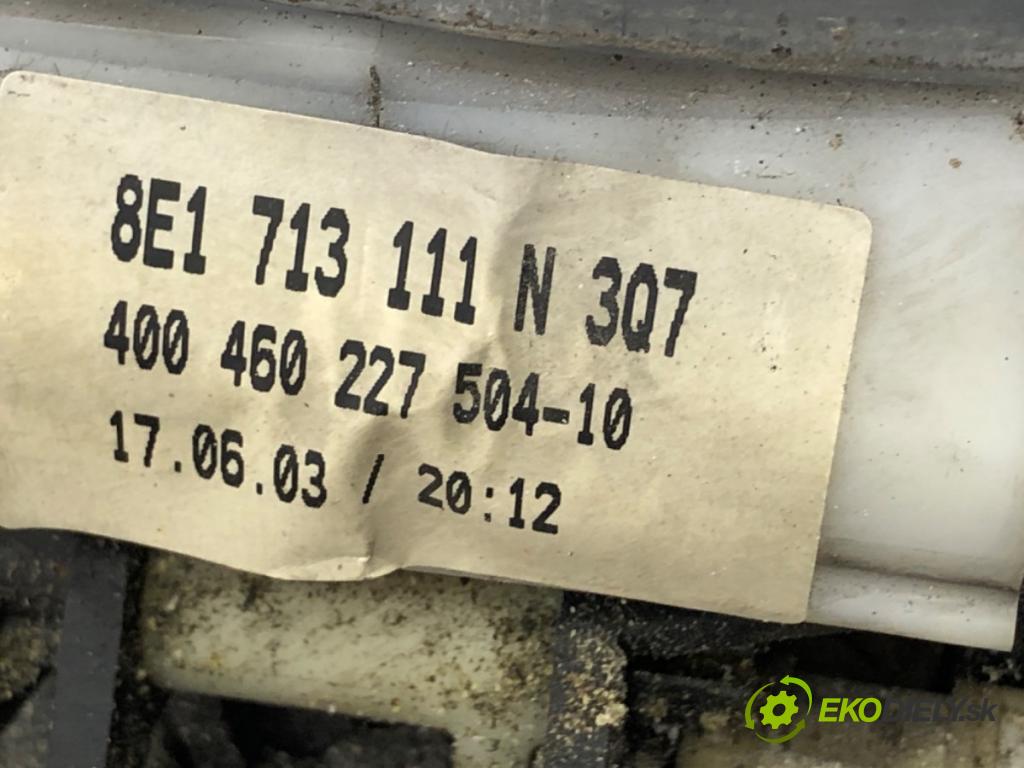 8E1 713 111 N 3Q7
400 460 227 504-10
17.06.03 / 20:12
EKODIELY.sk